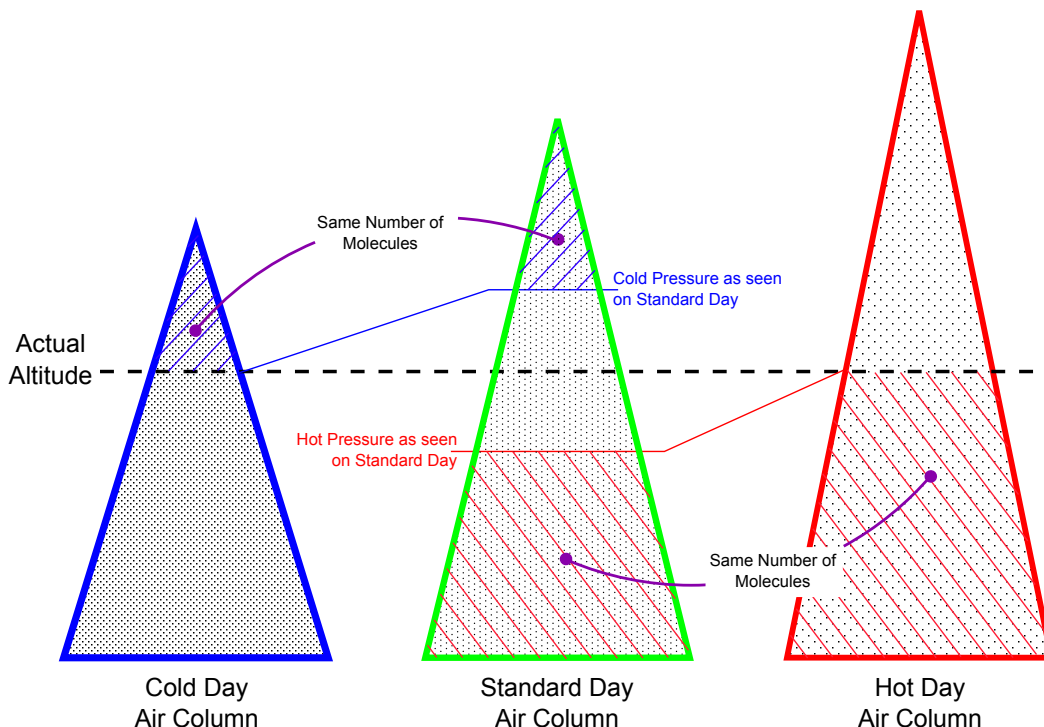 Same Number of
Molecules
Cold Pressure as seen
on Standard Day
Actual
Altitude
Hot Pressure as seen
on Standard Day
Same Number of
Molecules
Cold Day
Air Column
Standard Day
Air Column
Hot Day
Air Column